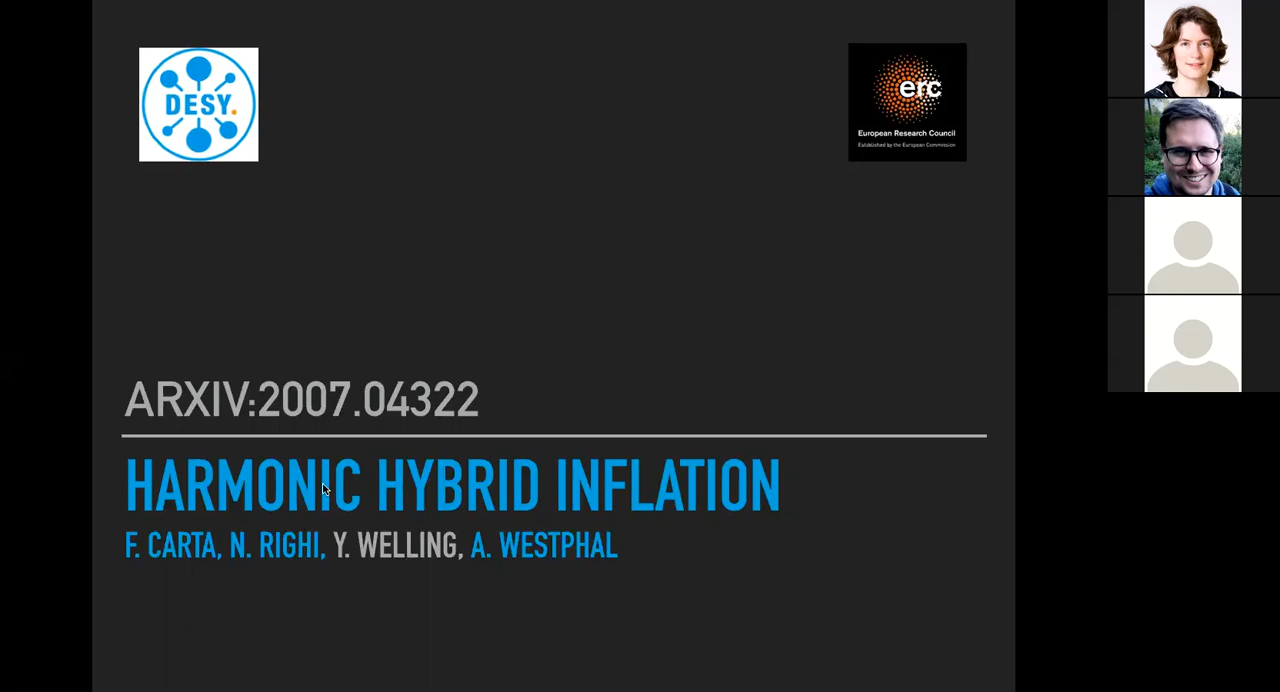 DESY.
erc
European Research Council
Established by the European Commission
ARXIV:2007.04322
HARMONIC HYBRID INFLATION
F. CARTA, N. RIGHI, Y. WELLING, A. WESTPHAL